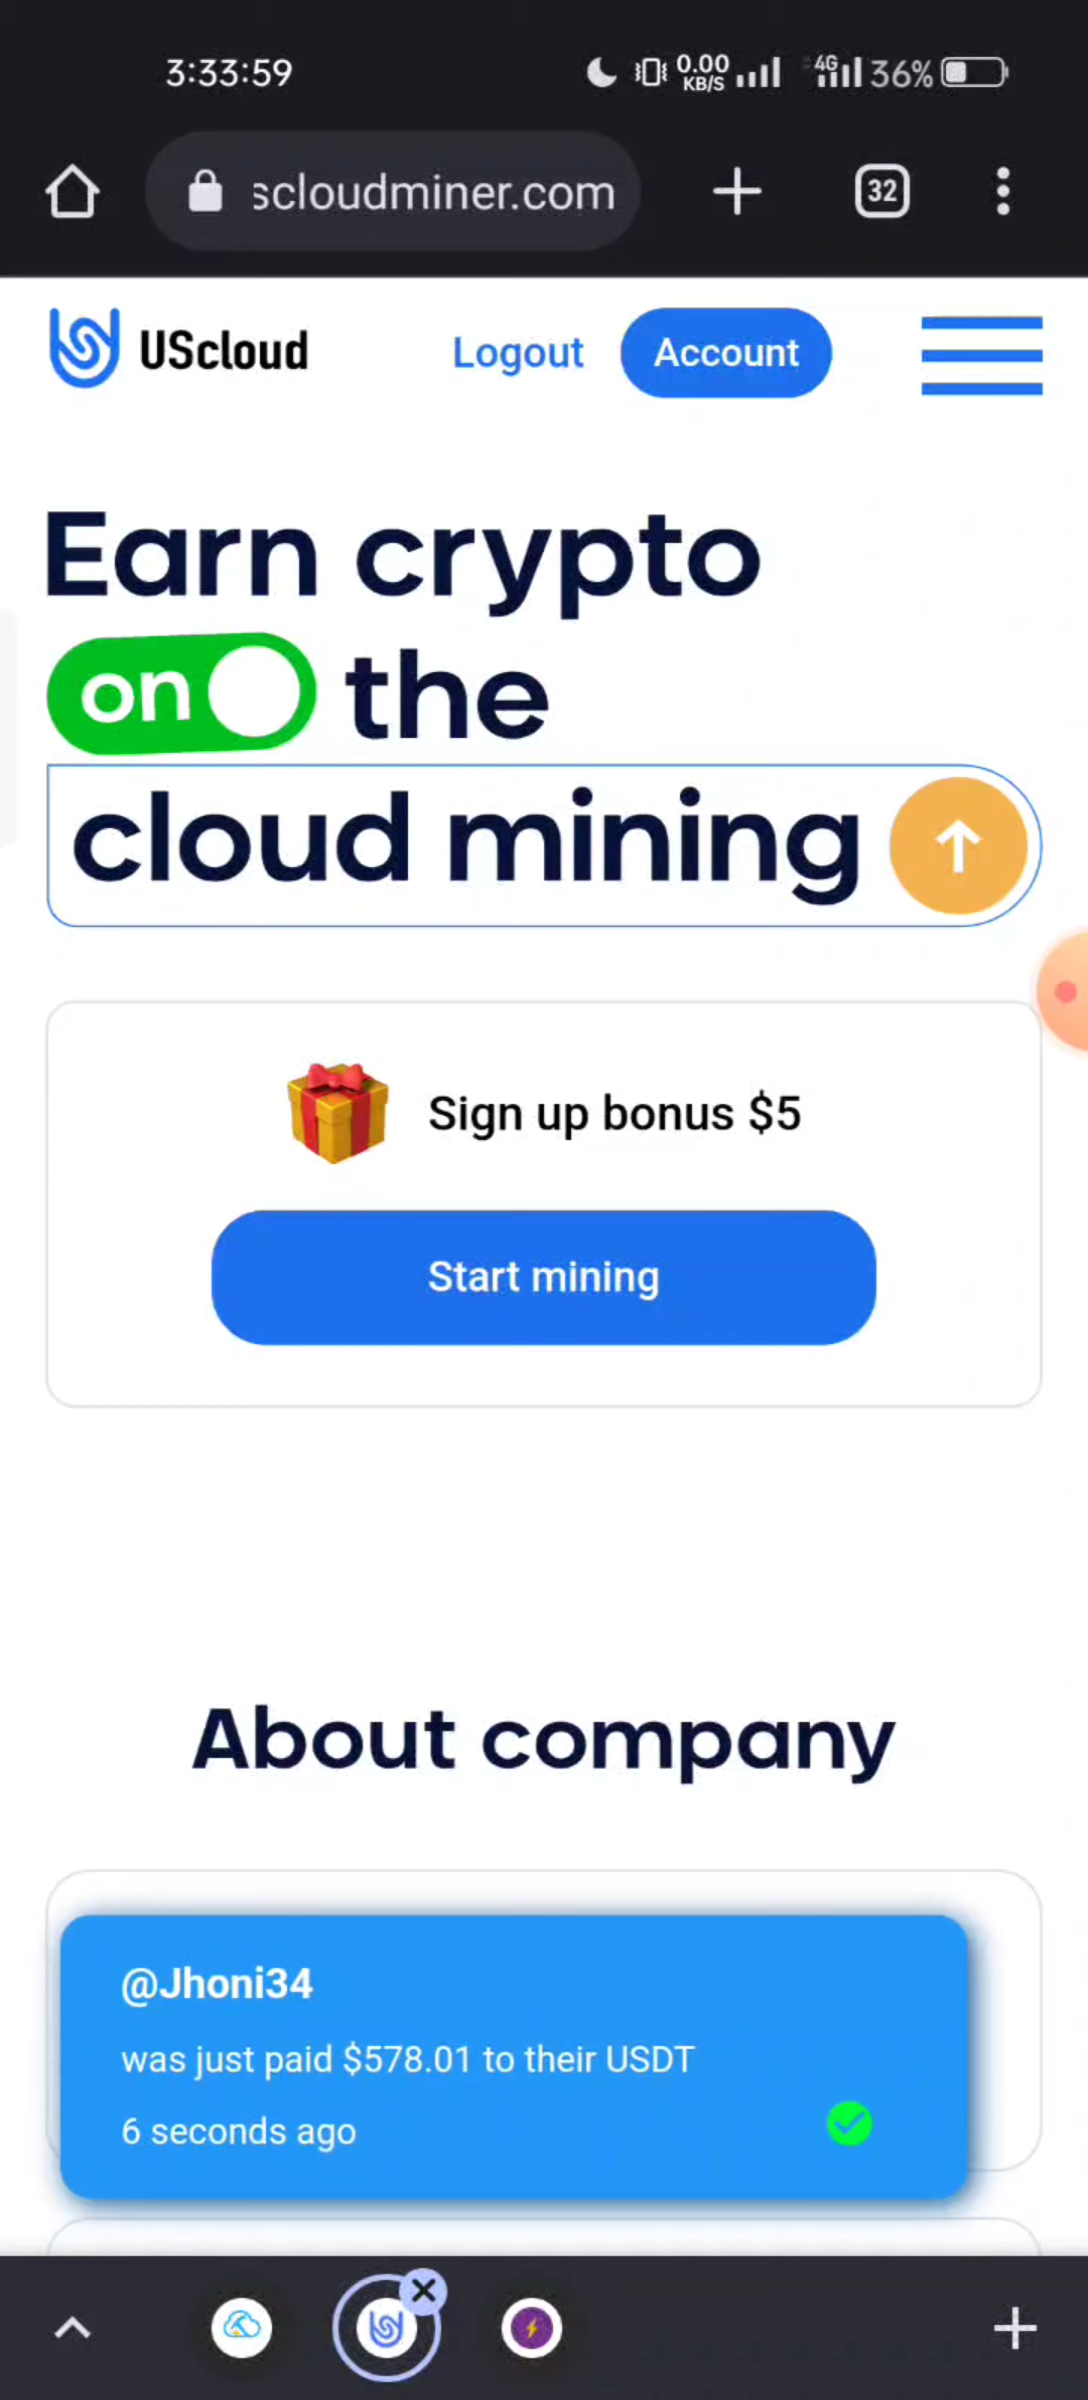 3:33:59
0.00
KB/S
4G
36%
scloudminer.com
32
UScloud
Logout
Account
Earn crypto
on the
cloud mining
Sign up bonus $5
Start mining
About company
@Jhoni34
was just paid $578.01 to their USDT
6 seconds ago